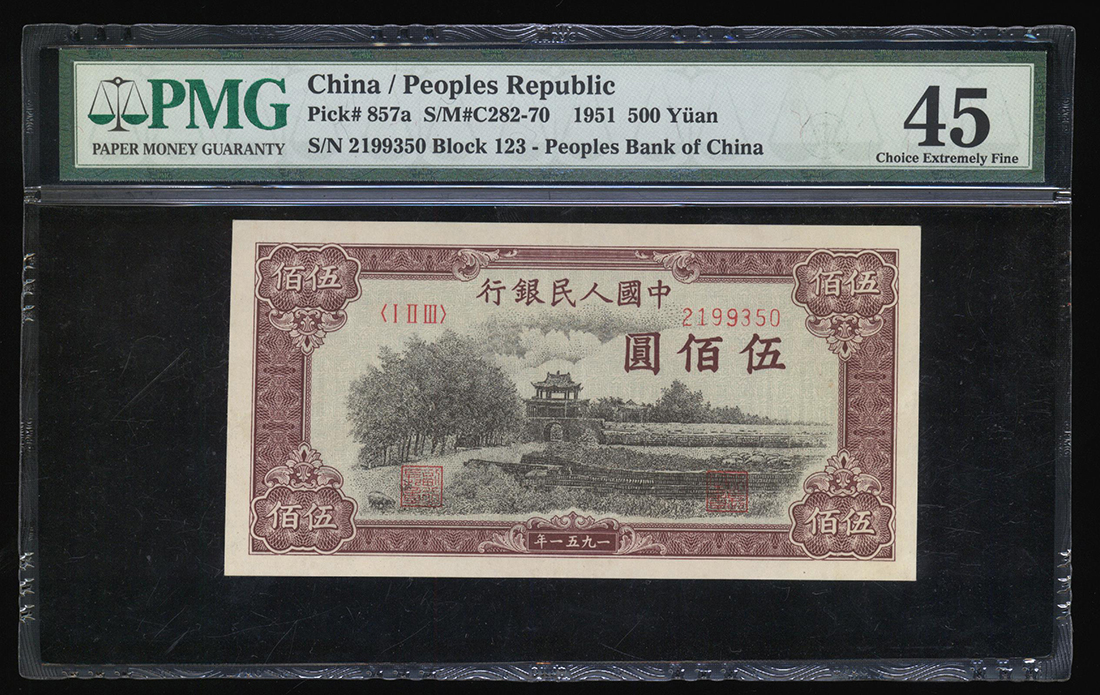 PMG
PAPER MONEY GUARANTY
China / Peoples Republic
Pick# 857a S/M#C282-70 1951 500 Yüan
S/N 2199350 Block 123 - Peoples Bank of China
45
Choice Extremely Fine
佰伍
佰伍
行銀民人國中
〈I II III〉
2199350
圓佰伍
佰伍
佰伍
年一五九一